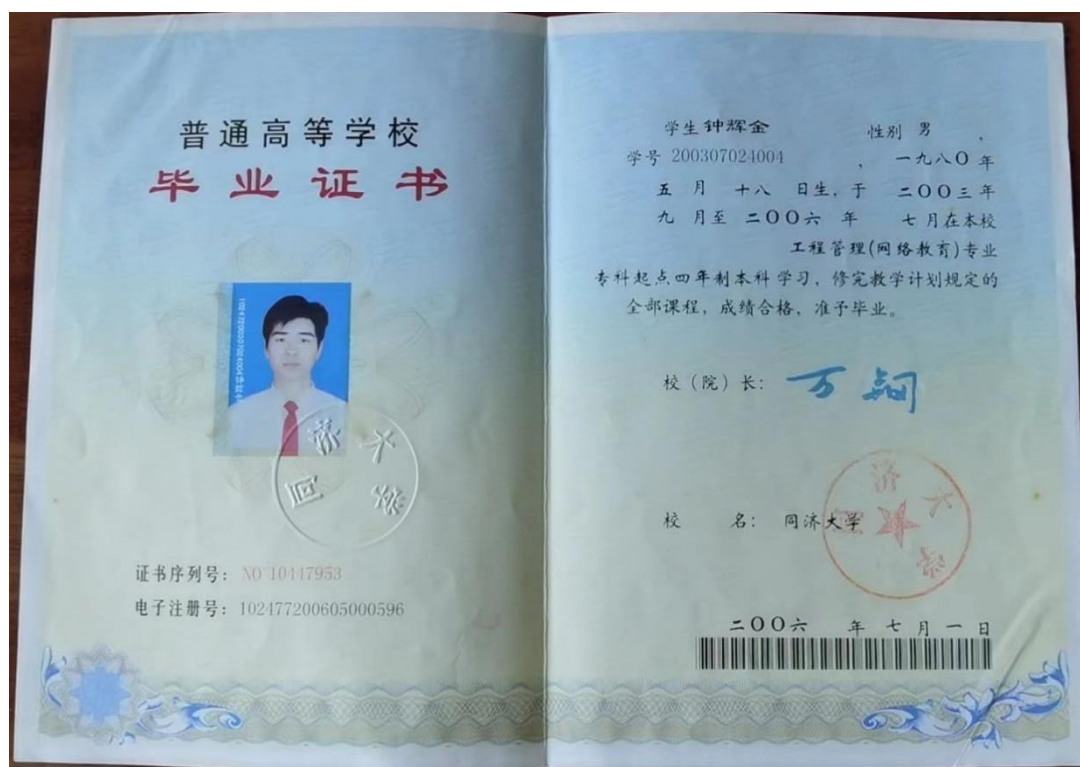 普通高等学校
毕业证书
证书序列号：NO 10447953
电子注册号：102477200605000596
学生 钟辉金 性别 男 ，
学号 200307024004 ，一九八〇年
五 月 十八 日生，于 二〇〇三年
九 月至 二〇〇六 年 七 月在本校
工程管理(网络教育)专业
专科起点四年制本科学习，修完教学计划规定的
全部课程，成绩合格，准予毕业。
校（院）长：万钢
校 名：同济大学
同济大学
二〇〇六 年 七 月 一 日